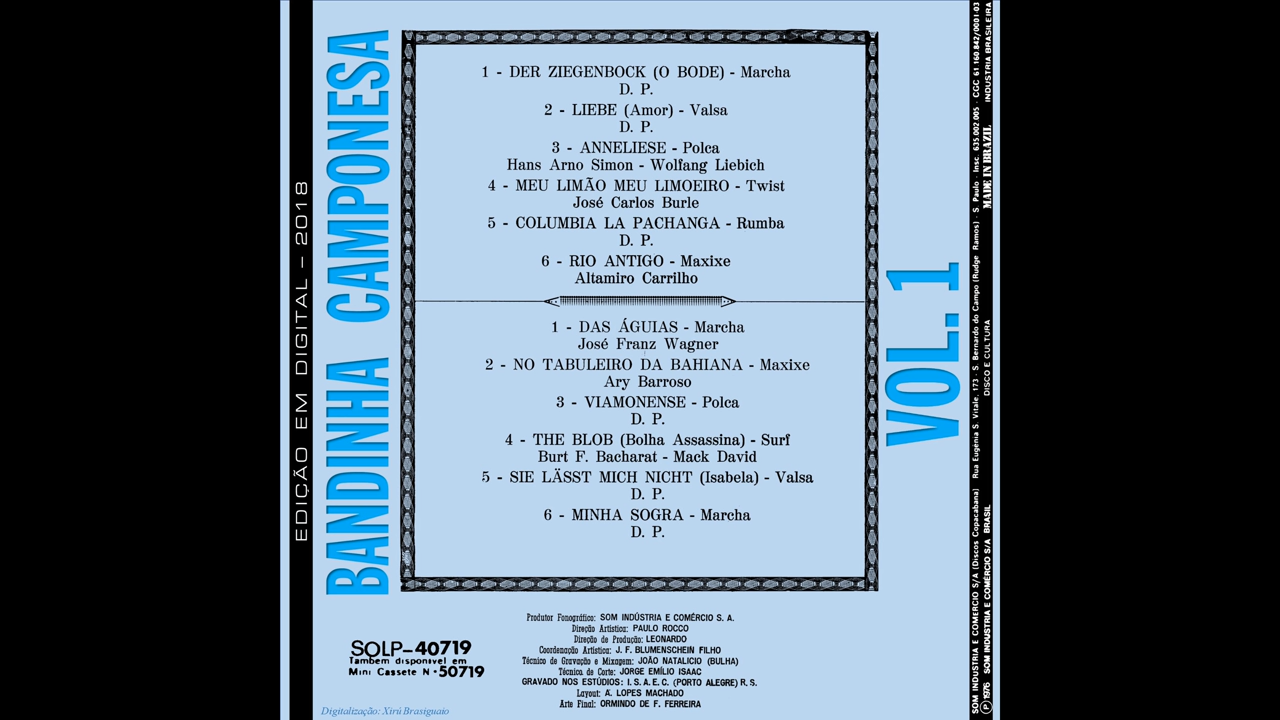 EDIÇÃO EM DIGITAL – 2018
BANDINHA CAMPONESA
1 - DER ZIEGENBOCK (O BODE) - Marcha
D. P.
2 - LIEBE (Amor) - Valsa
D. P.
3 - ANNELIESE - Polca
Hans Arno Simon - Wolfang Liebich
4 - MEU LIMÃO MEU LIMOEIRO - Twist
José Carlos Burle
5 - COLUMBIA LA PACHANGA - Rumba
D. P.
6 - RIO ANTIGO - Maxixe
Altamiro Carrilho
1 - DAS ÁGUIAS - Marcha
José Franz Wagner
2 - NO TABULEIRO DA BAHIANA - Maxixe
Ary Barroso
3 - VIAMONENSE - Polca
D. P.
4 - THE BLOB (Bolha Assassina) - Surf
Burt F. Bacharat - Mack David
5 - SIE LÄSST MICH NICHT (Isabela) - Valsa
D. P.
6 - MINHA SOGRA - Marcha
D. P.
VOL. 1
SOLP-40719
Tambem disponivel em
Mini Cassete N • 50719
Produtor Fonográfico: SOM INDÚSTRIA E COMÉRCIO S. A.
Direção Artística: PAULO ROCCO
Direção de Produção: LEONARDO
Coordenação Artística: J. F. BLUMENSCHEIN FILHO
Técnico de Gravação e Mixagem: JOÃO NATALICIO (BULHA)
Técnica de Corte: JORGE EMÍLIO ISAAC
GRAVADO NOS ESTÚDIOS: I. S. A. E. C. (PORTO ALEGRE) R. S.
Layout: A. LOPES MACHADO
Arte Final: ORMINDO DE F. FERREIRA
Digitalização: Xirú Brasiguaio
SOM INDUSTRIA E COMERCIO S/A (Discos Copacabana) Rua Eugênia S. Vitale, 173 - S. Bernardo do Campo (Rudge Ramos) - S. Paulo - Insc. 635.002.005 - CGC 61.160.842/0001-03
℗ 1976 SOM INDUSTRIA E COMÉRCIO S/A BRASIL
DISCO É CULTURA
MADE IN BRAZIL
INDUSTRIA BRASILEIRA